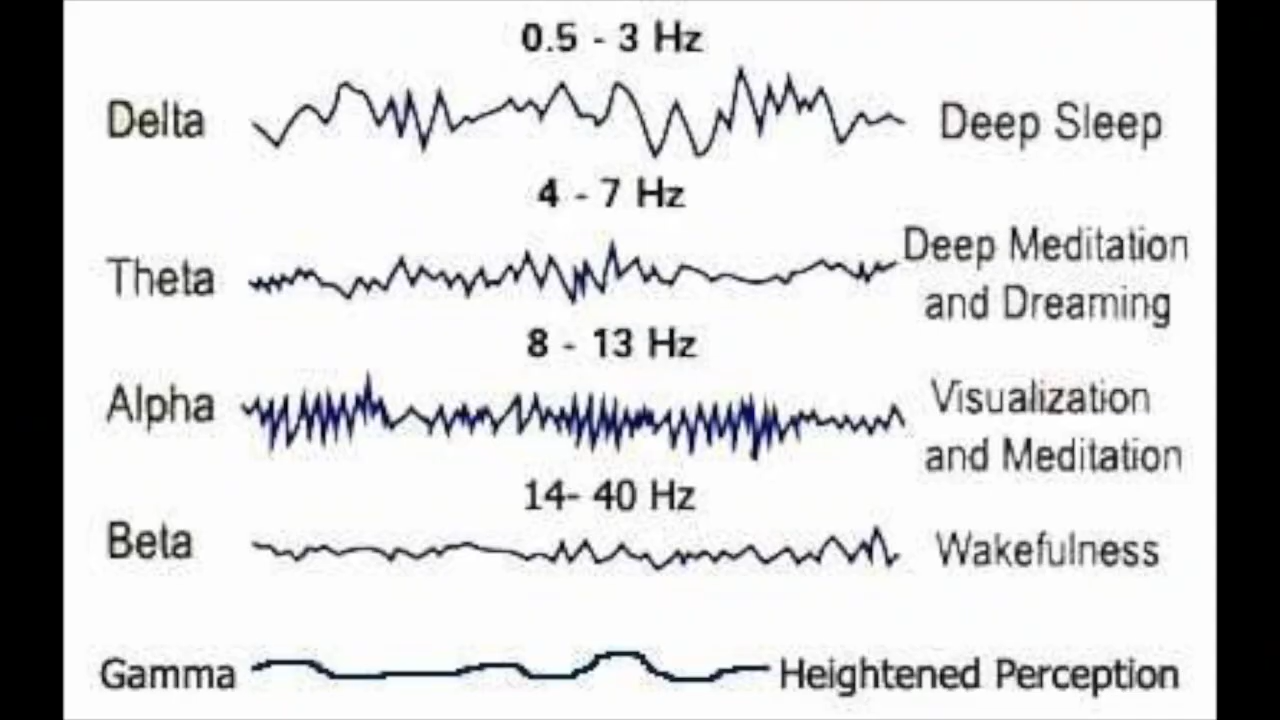 0.5 - 3 Hz
Delta
Deep Sleep
4 - 7 Hz
Theta
Deep Meditation
and Dreaming
8 - 13 Hz
Alpha
Visualization
and Meditation
14- 40 Hz
Beta
Wakefulness
Gamma
Heightened Perception